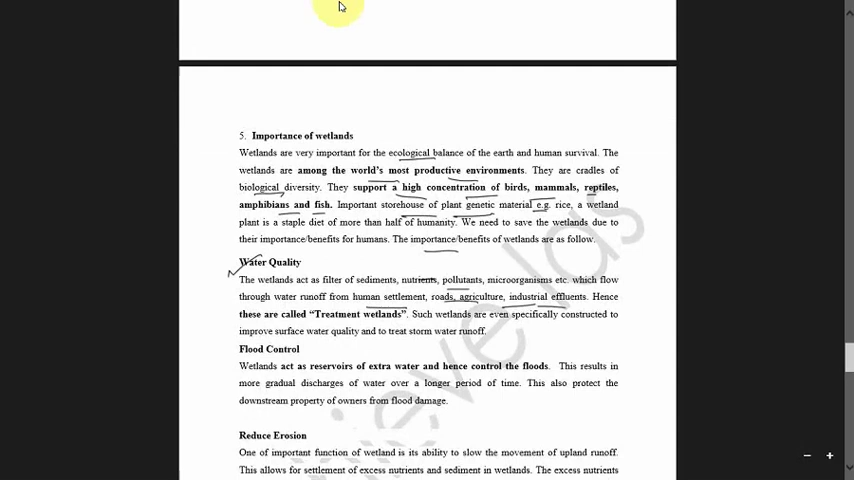 5. Importance of wetlands
Wetlands are very important for the ecological balance of the earth and human survival. The
wetlands are among the world's most productive environments. They are cradles of
biological diversity. They support a high concentration of birds, mammals, reptiles,
amphibians and fish. Important storehouse of plant genetic material e.g. rice, a wetland
plant is a staple diet of more than half of humanity. We need to save the wetlands due to
their importance/benefits for humans. The importance/benefits of wetlands are as follow.
Water Quality
The wetlands act as filter of sediments, nutrients, pollutants, microorganisms etc. which flow
through water runoff from human settlement, roads, agriculture, industrial effluents. Hence
these are called “Treatment wetlands”. Such wetlands are even specifically constructed to
improve surface water quality and to treat storm water runoff.
Flood Control
Wetlands act as reservoirs of extra water and hence control the floods. This results in
more gradual discharges of water over a longer period of time. This also protect the
downstream property of owners from flood damage.
Reduce Erosion
One of important function of wetland is its ability to slow the movement of upland runoff.
This allows for settlement of excess nutrients and sediment in wetlands. The excess nutrients